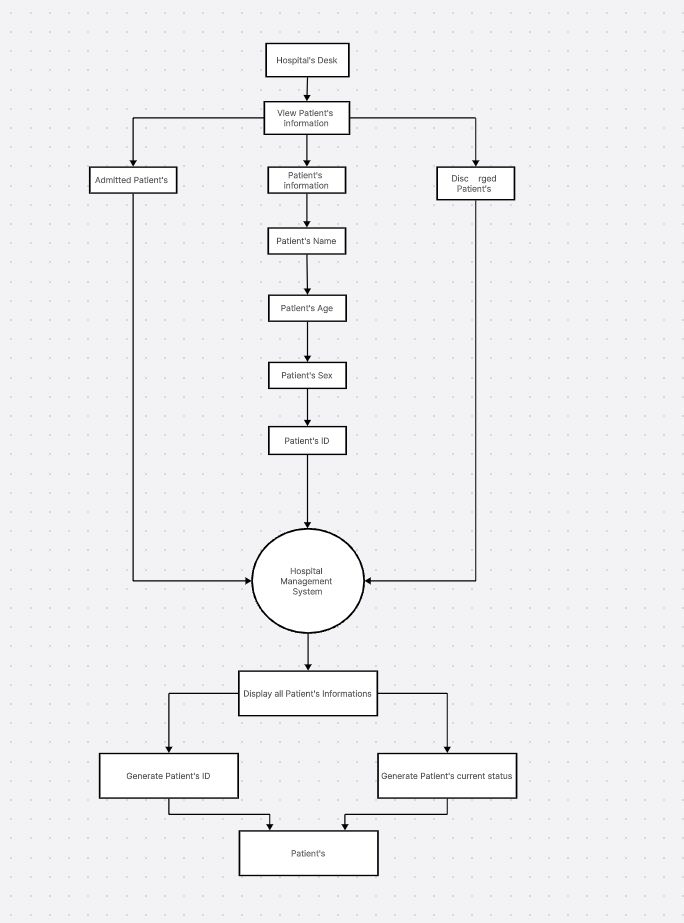 Hospital's Desk
View Patient's
information
Admitted Patient's
Patient's
information
Disc rged
Patient's
Patient's Name
Patient's Age
Patient's Sex
Patient's ID
Hospital
Management
System
Display all Patient's Informations
Generate Patient's ID
Generate Patient's current status
Patient's